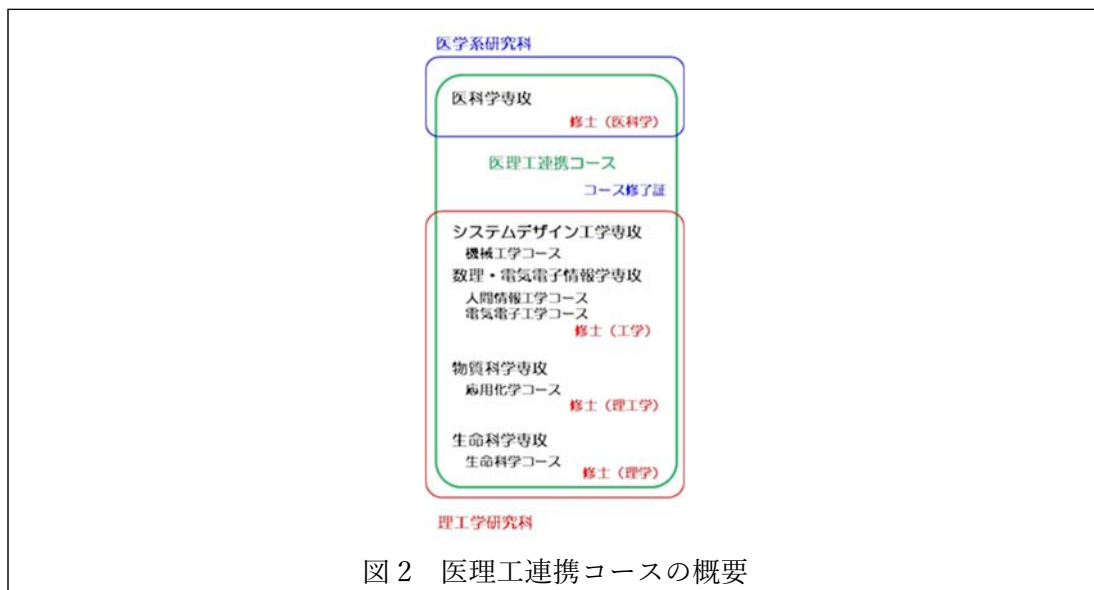 医学系研究科
医科学専攻
修士（医科学）
医理工連携コース
コース修了証
システムデザイン工学専攻
機械工学コース
数理・電気電子情報学専攻
人間情報工学コース
電気電子工学コース
修士（工学）
物質科学専攻
応用化学コース
修士（理工学）
生命科学専攻
生命科学コース
修士（理学）
理工学研究科
図２　医理工連携コースの概要